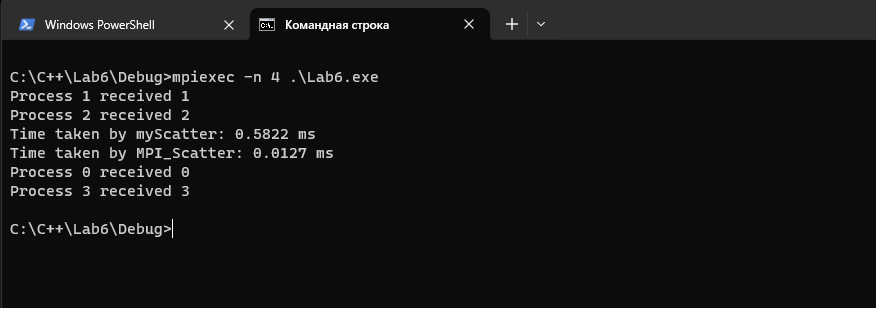 Windows PowerShell
Командная строка
C:\C++\Lab6\Debug>mpiexec -n 4 .\Lab6.exe
Process 1 received 1
Process 2 received 2
Time taken by myScatter: 0.5822 ms
Time taken by MPI_Scatter: 0.0127 ms
Process 0 received 0
Process 3 received 3
C:\C++\Lab6\Debug>